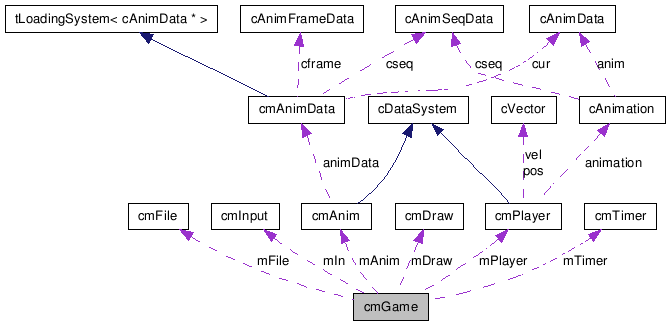 tLoadingSystem< cAnimData * >
cAnimFrameData
cAnimSeqData
cAnimData
cframe
cseq
cseq
cur
anim
cmAnimData
cDataSystem
cVector
cAnimation
animData
vel
pos
animation
cmFile
cmInput
cmAnim
cmDraw
cmPlayer
cmTimer
mFile
mIn
mAnim
mDraw
mPlayer
mTimer
cmGame